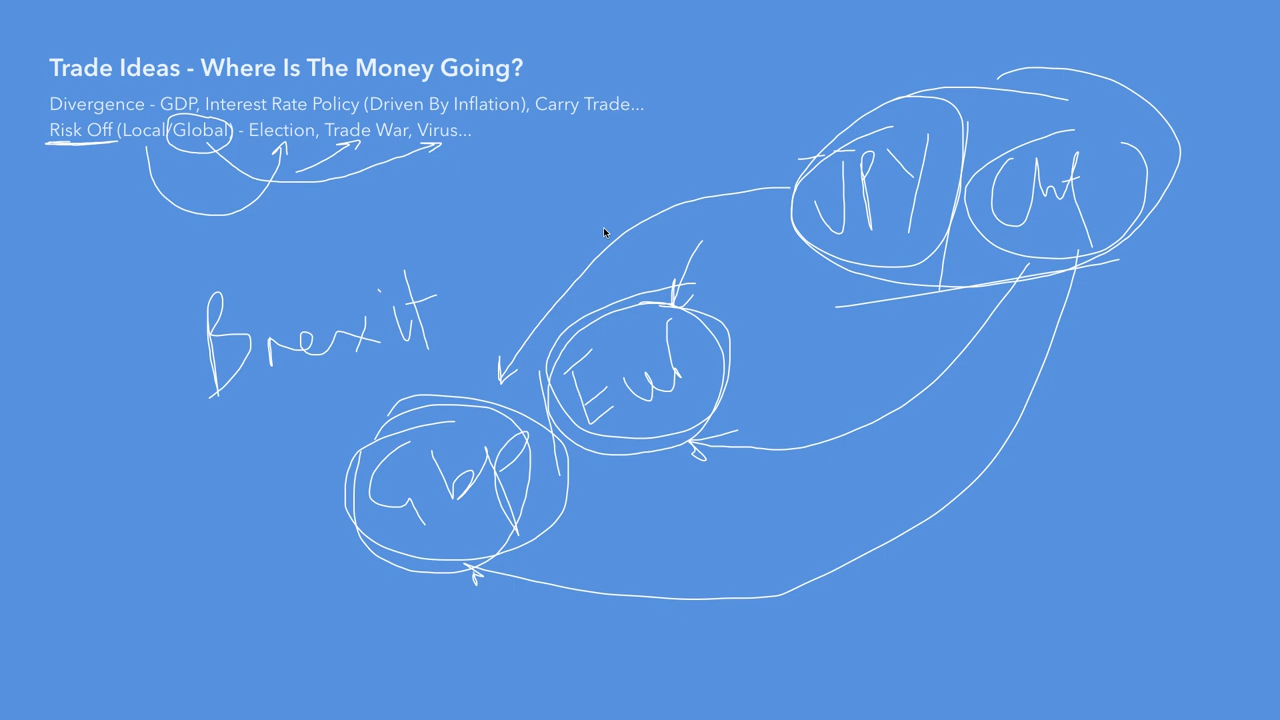 Trade Ideas - Where Is The Money Going?
Divergence - GDP, Interest Rate Policy (Driven By Inflation), Carry Trade...
Risk Off (Local/Global) - Election, Trade War, Virus...
JPY Chf
Brexit
Eur
Gbp